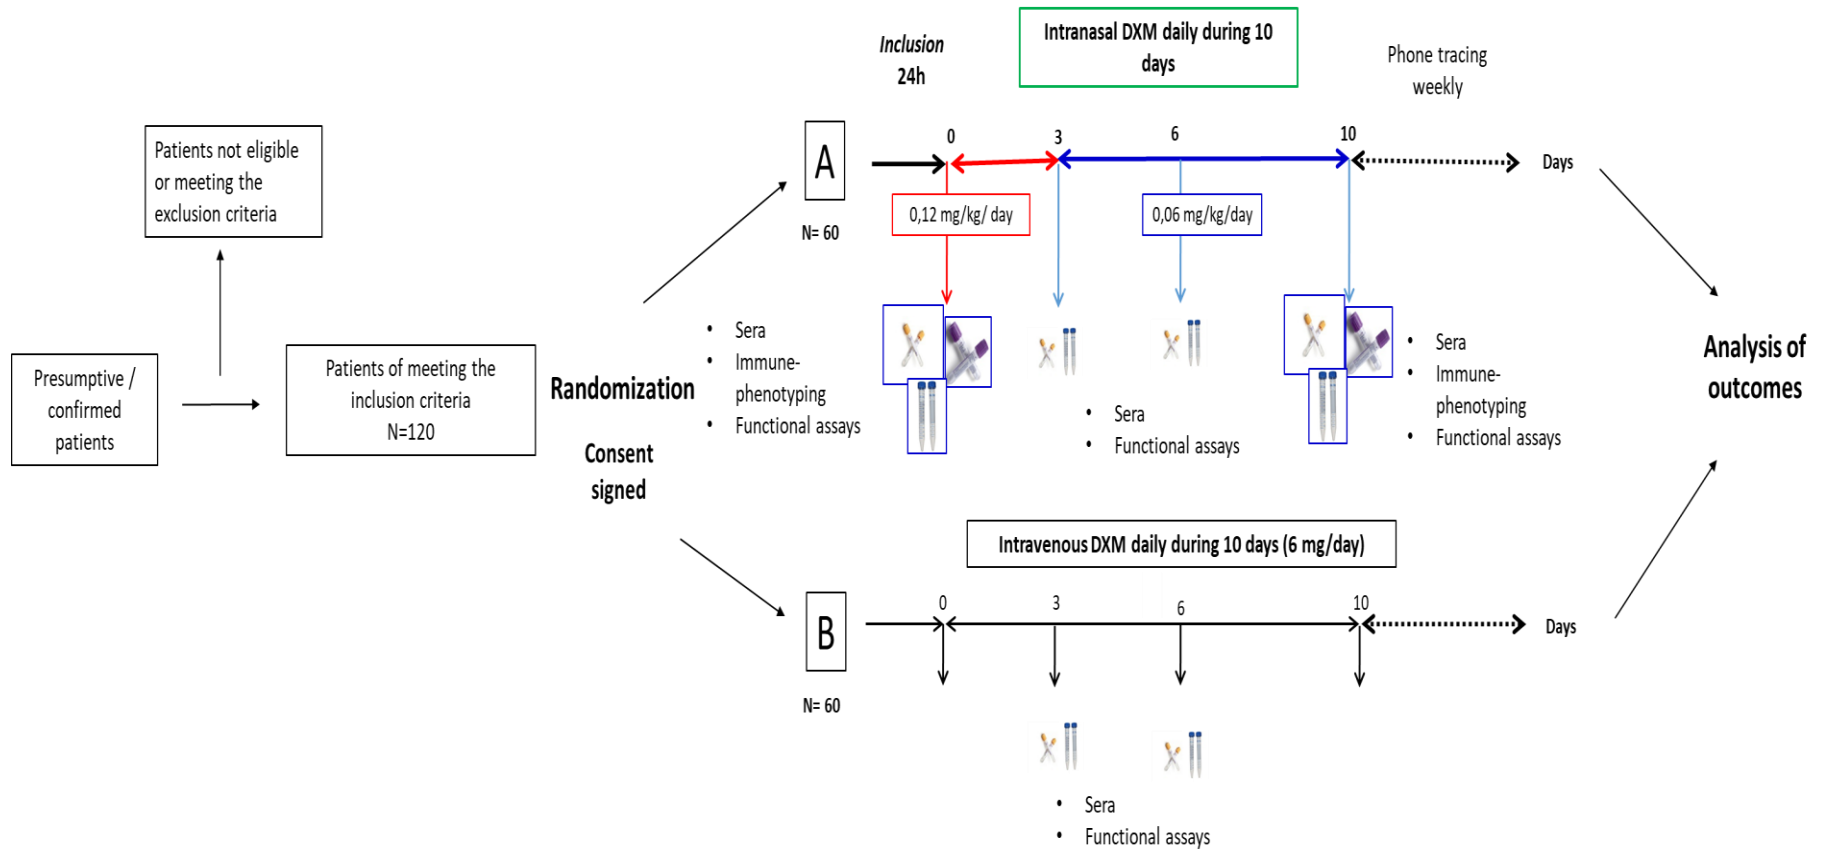 Patients not eligible
or meeting the
exclusion criteria
Presumptive /
confirmed
patients
Patients of meeting the
inclusion criteria
N=120
Randomization
Consent
signed
Inclusion
24h
Intranasal DXM daily during 10
days
Phone tracing
weekly
A
N= 60
0
3
6
10
Days
0,12 mg/kg/ day
0,06 mg/kg/day
• Sera
• Immune-
phenotyping
• Functional assays
• Sera
• Functional assays
• Sera
• Immune-
phenotyping
• Functional assays
Intravenous DXM daily during 10 days (6 mg/day)
B
N= 60
0
3
6
10
Days
• Sera
• Functional assays
Analysis of
outcomes